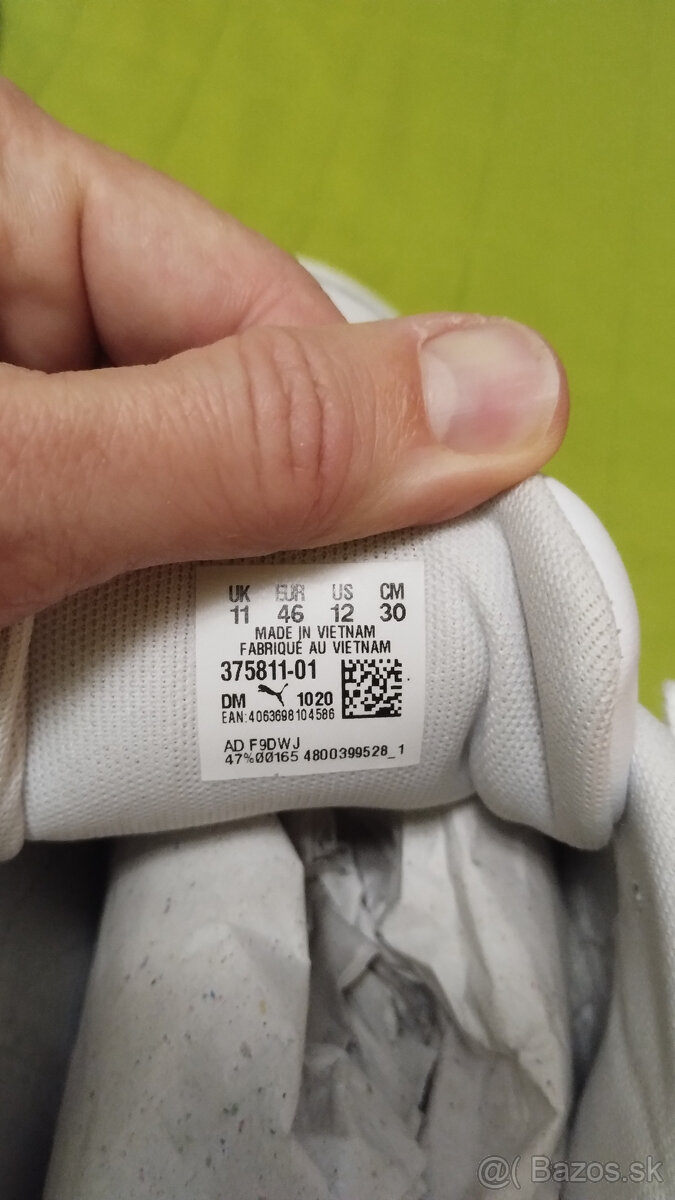 UK EUR US CM
11 46 12 30
MADE IN VIETNAM
FABRIQUÉ AU VIETNAM
375811-01
DM 1020
EAN:4063698104586
AD F9DWJ
47%00165 4800399528_1
@( Bazos.sk